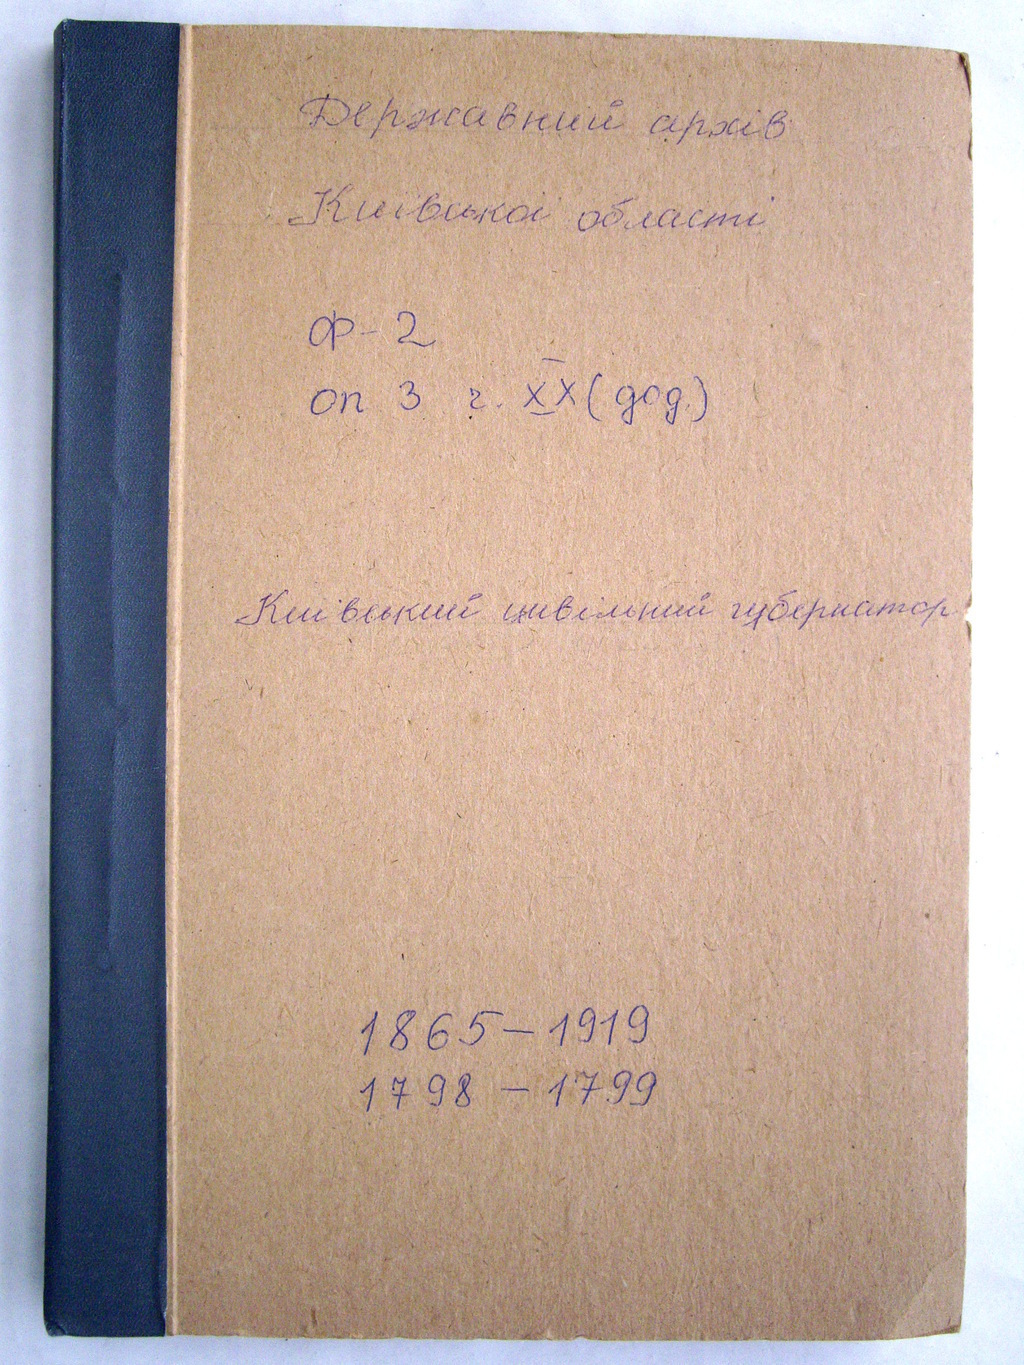 Державний архів
Київської області
Ф-2
оп 3 ч. XX (дод.)
Київський цивільний губернатор
1865 – 1919
1798 – 1799